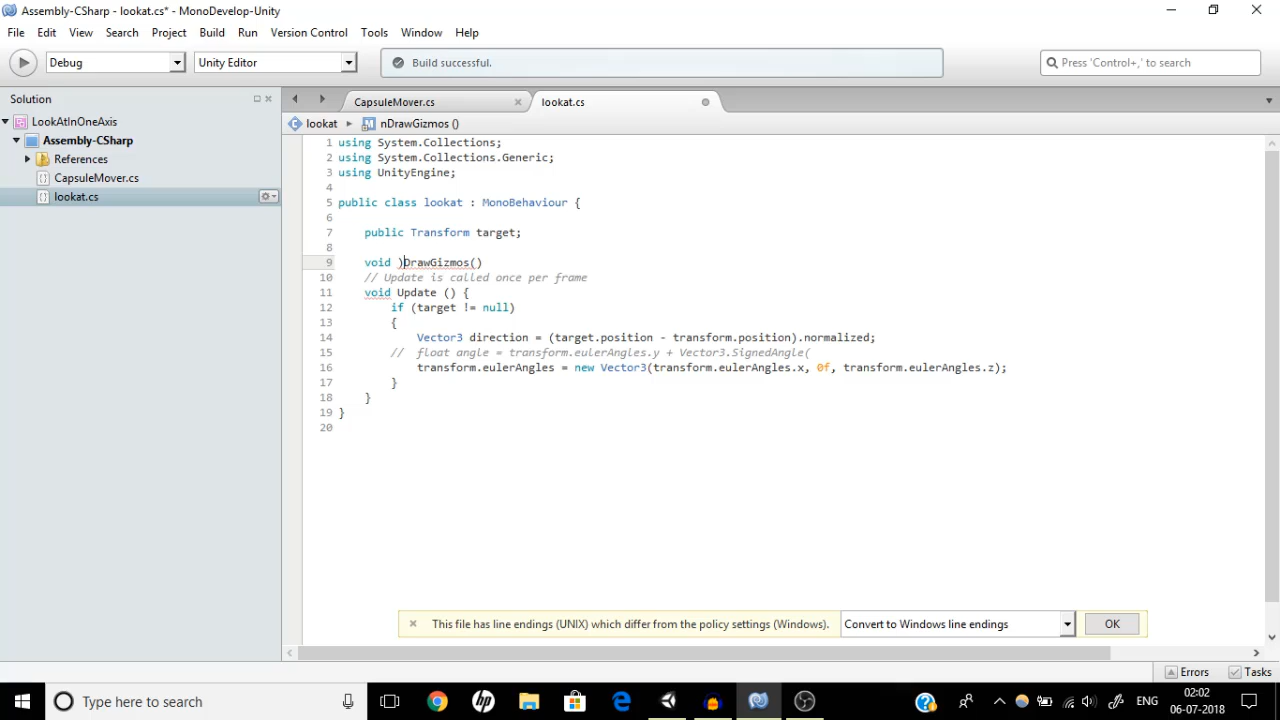 Assembly-CSharp - lookat.cs* - MonoDevelop-Unity
File Edit View Search Project Build Run Version Control Tools Window Help
Debug Unity Editor Build successful. Press 'Control+,' to search
Solution
CapsuleMover.cs lookat.cs
LookAtInOneAxis
Assembly-CSharp
References
CapsuleMover.cs
lookat.cs
lookat nDrawGizmos ()
1 using System.Collections;
2 using System.Collections.Generic;
3 using UnityEngine;
4
5 public class lookat : MonoBehaviour {
6
7 public Transform target;
8
9 void )DrawGizmos()
10 // Update is called once per frame
11 void Update () {
12 if (target != null)
13 {
14 Vector3 direction = (target.position - transform.position).normalized;
15 // float angle = transform.eulerAngles.y + Vector3.SignedAngle(
16 transform.eulerAngles = new Vector3(transform.eulerAngles.x, 0f, transform.eulerAngles.z);
17 }
18 }
19 }
20
This file has line endings (UNIX) which differ from the policy settings (Windows). Convert to Windows line endings OK
Errors Tasks
Type here to search
hp
ENG
02:02
06-07-2018